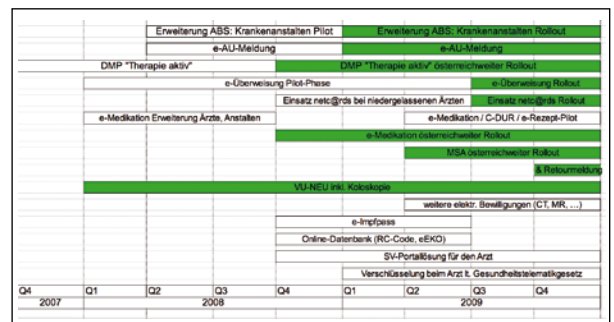 Erweiterung ABS: Krankenanstalten Pilot Erweiterung ABS: Krankenanstalten Rollout
e-AU-Meldung e-AU-Meldung
DMP "Therapie aktiv" DMP "Therapie aktiv" österreichweiter Rollout
e-Überweisung Pilot-Phase e-Überweisung Rollout
Einsatz netc@rds bei niedergelassenen Ärzten Einsatz netc@rds Rollout
e-Medikation Erweiterung Ärzte, Anstalten e-Medikation / C-DUR / e-Rezept-Pilot
e-Medikation österreichweiter Rollout
MSA österreichweiter Rollout
& Retourmeldung
VU-NEU inkl. Koloskopie
weitere elektr. Bewilligungen (CT, MR, ...)
e-Impfpass
Online-Datenbank (RC-Code, eEKO)
SV-Portallösung für den Arzt
Verschlüsselung beim Arzt lt. Gesundheitstelematikgesetz
Q4 Q1 Q2 Q3 Q4 Q1 Q2 Q3 Q4
2007 2008 2009